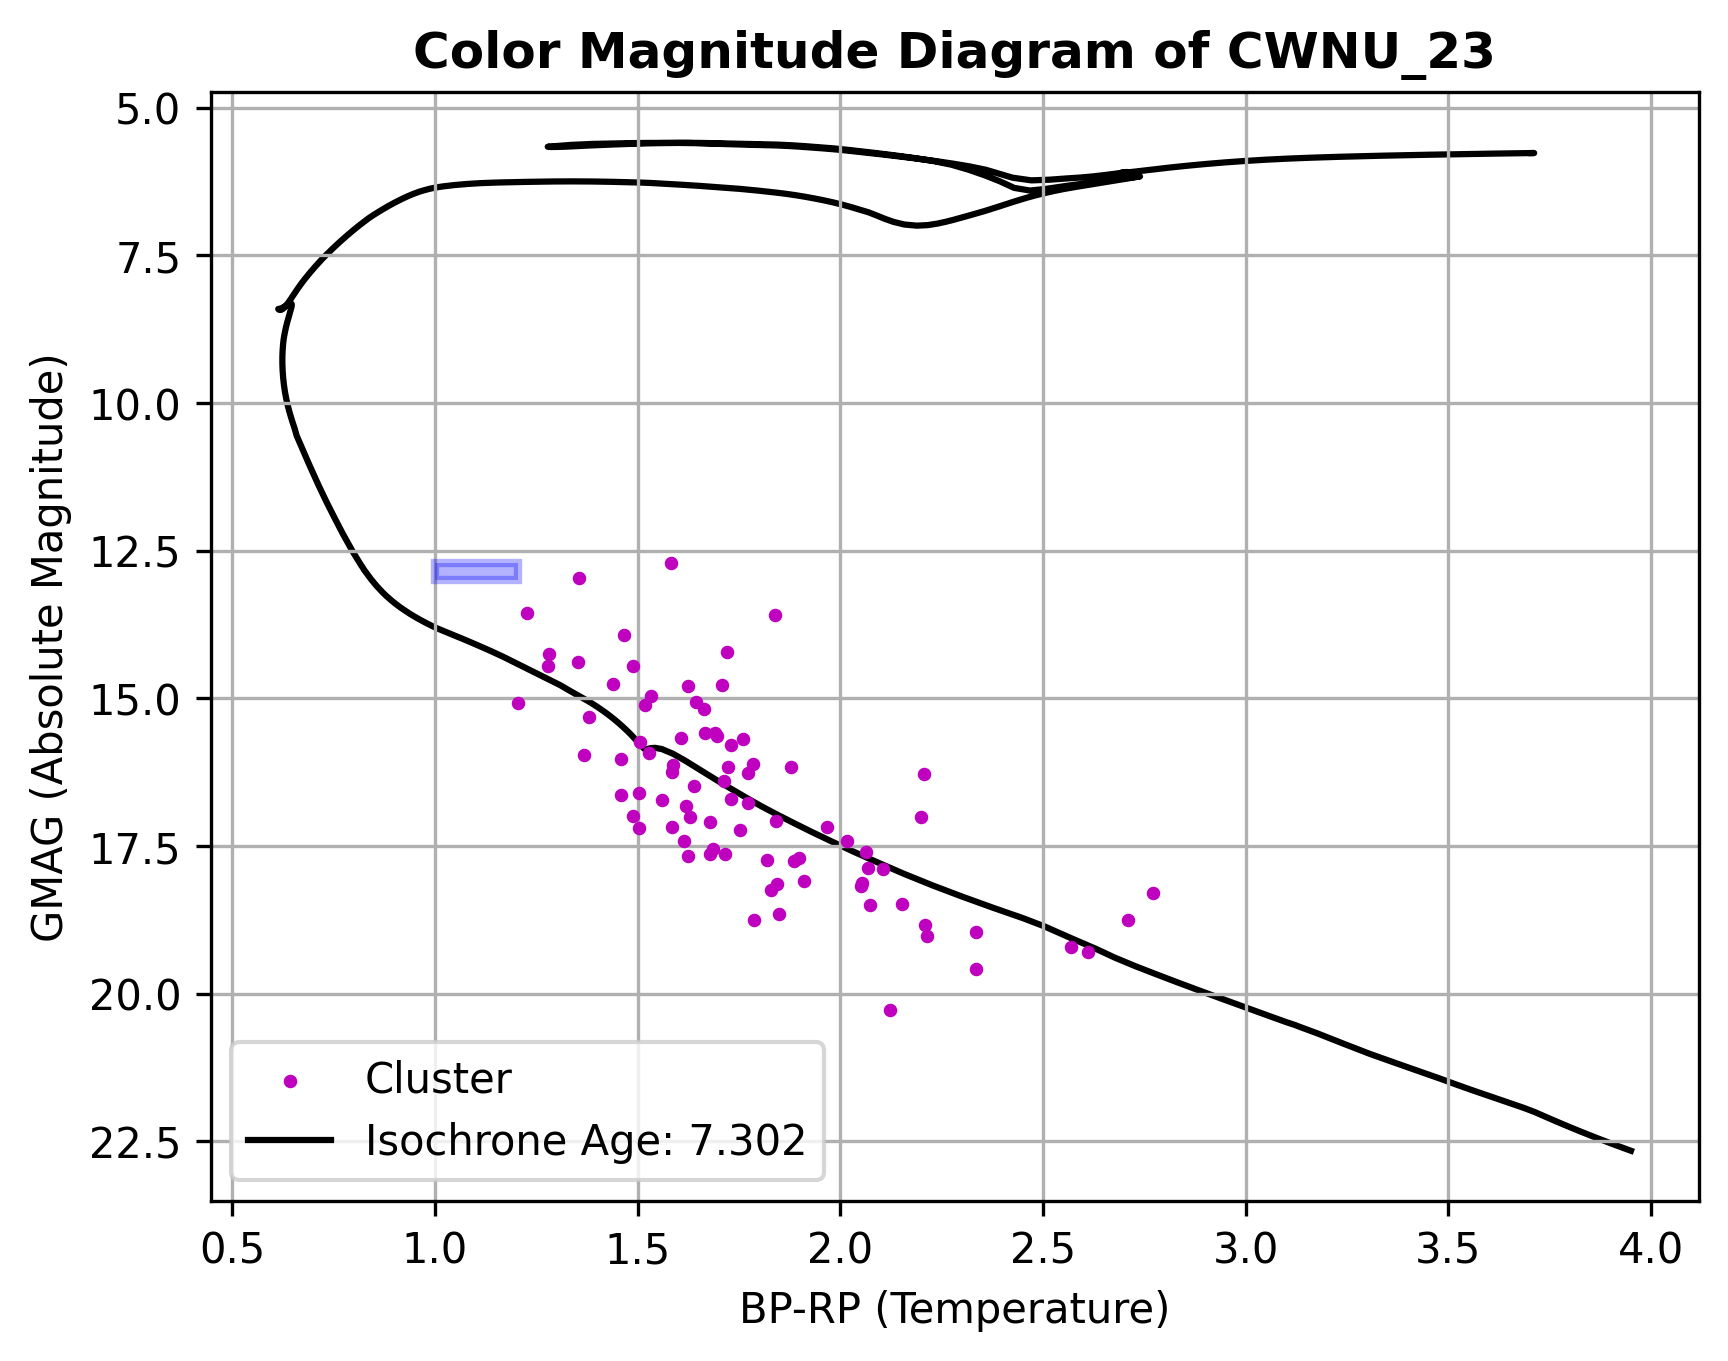 Color Magnitude Diagram of CWNU_23
GMAG (Absolute Magnitude)
5.0
7.5
10.0
12.5
15.0
17.5
20.0
22.5
Cluster
Isochrone Age: 7.302
0.5 1.0 1.5 2.0 2.5 3.0 3.5 4.0
BP-RP (Temperature)